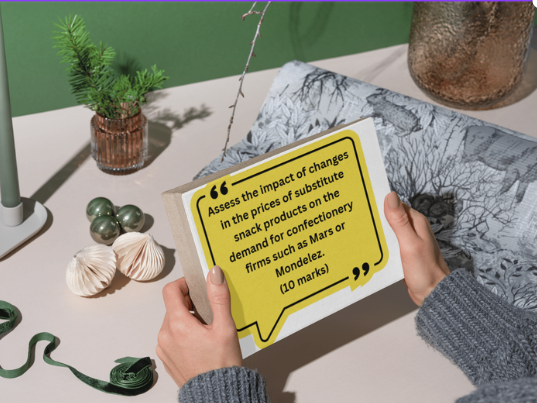 Assess the impact of changes
in the prices of substitute
snack products on the
demand for confectionery
firms such as Mars or
Mondelez.
(10 marks)